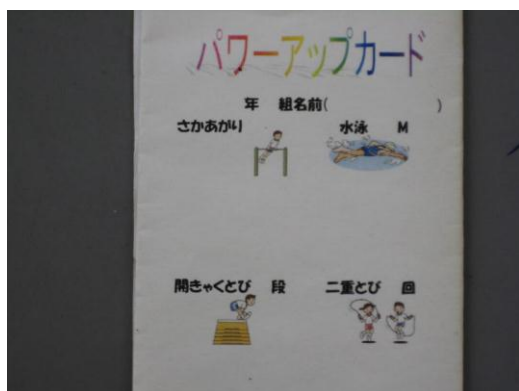 パワーアップカード
年 組名前( )
さかあがり 水泳 M
開きゃくとび 段 二重とび 回